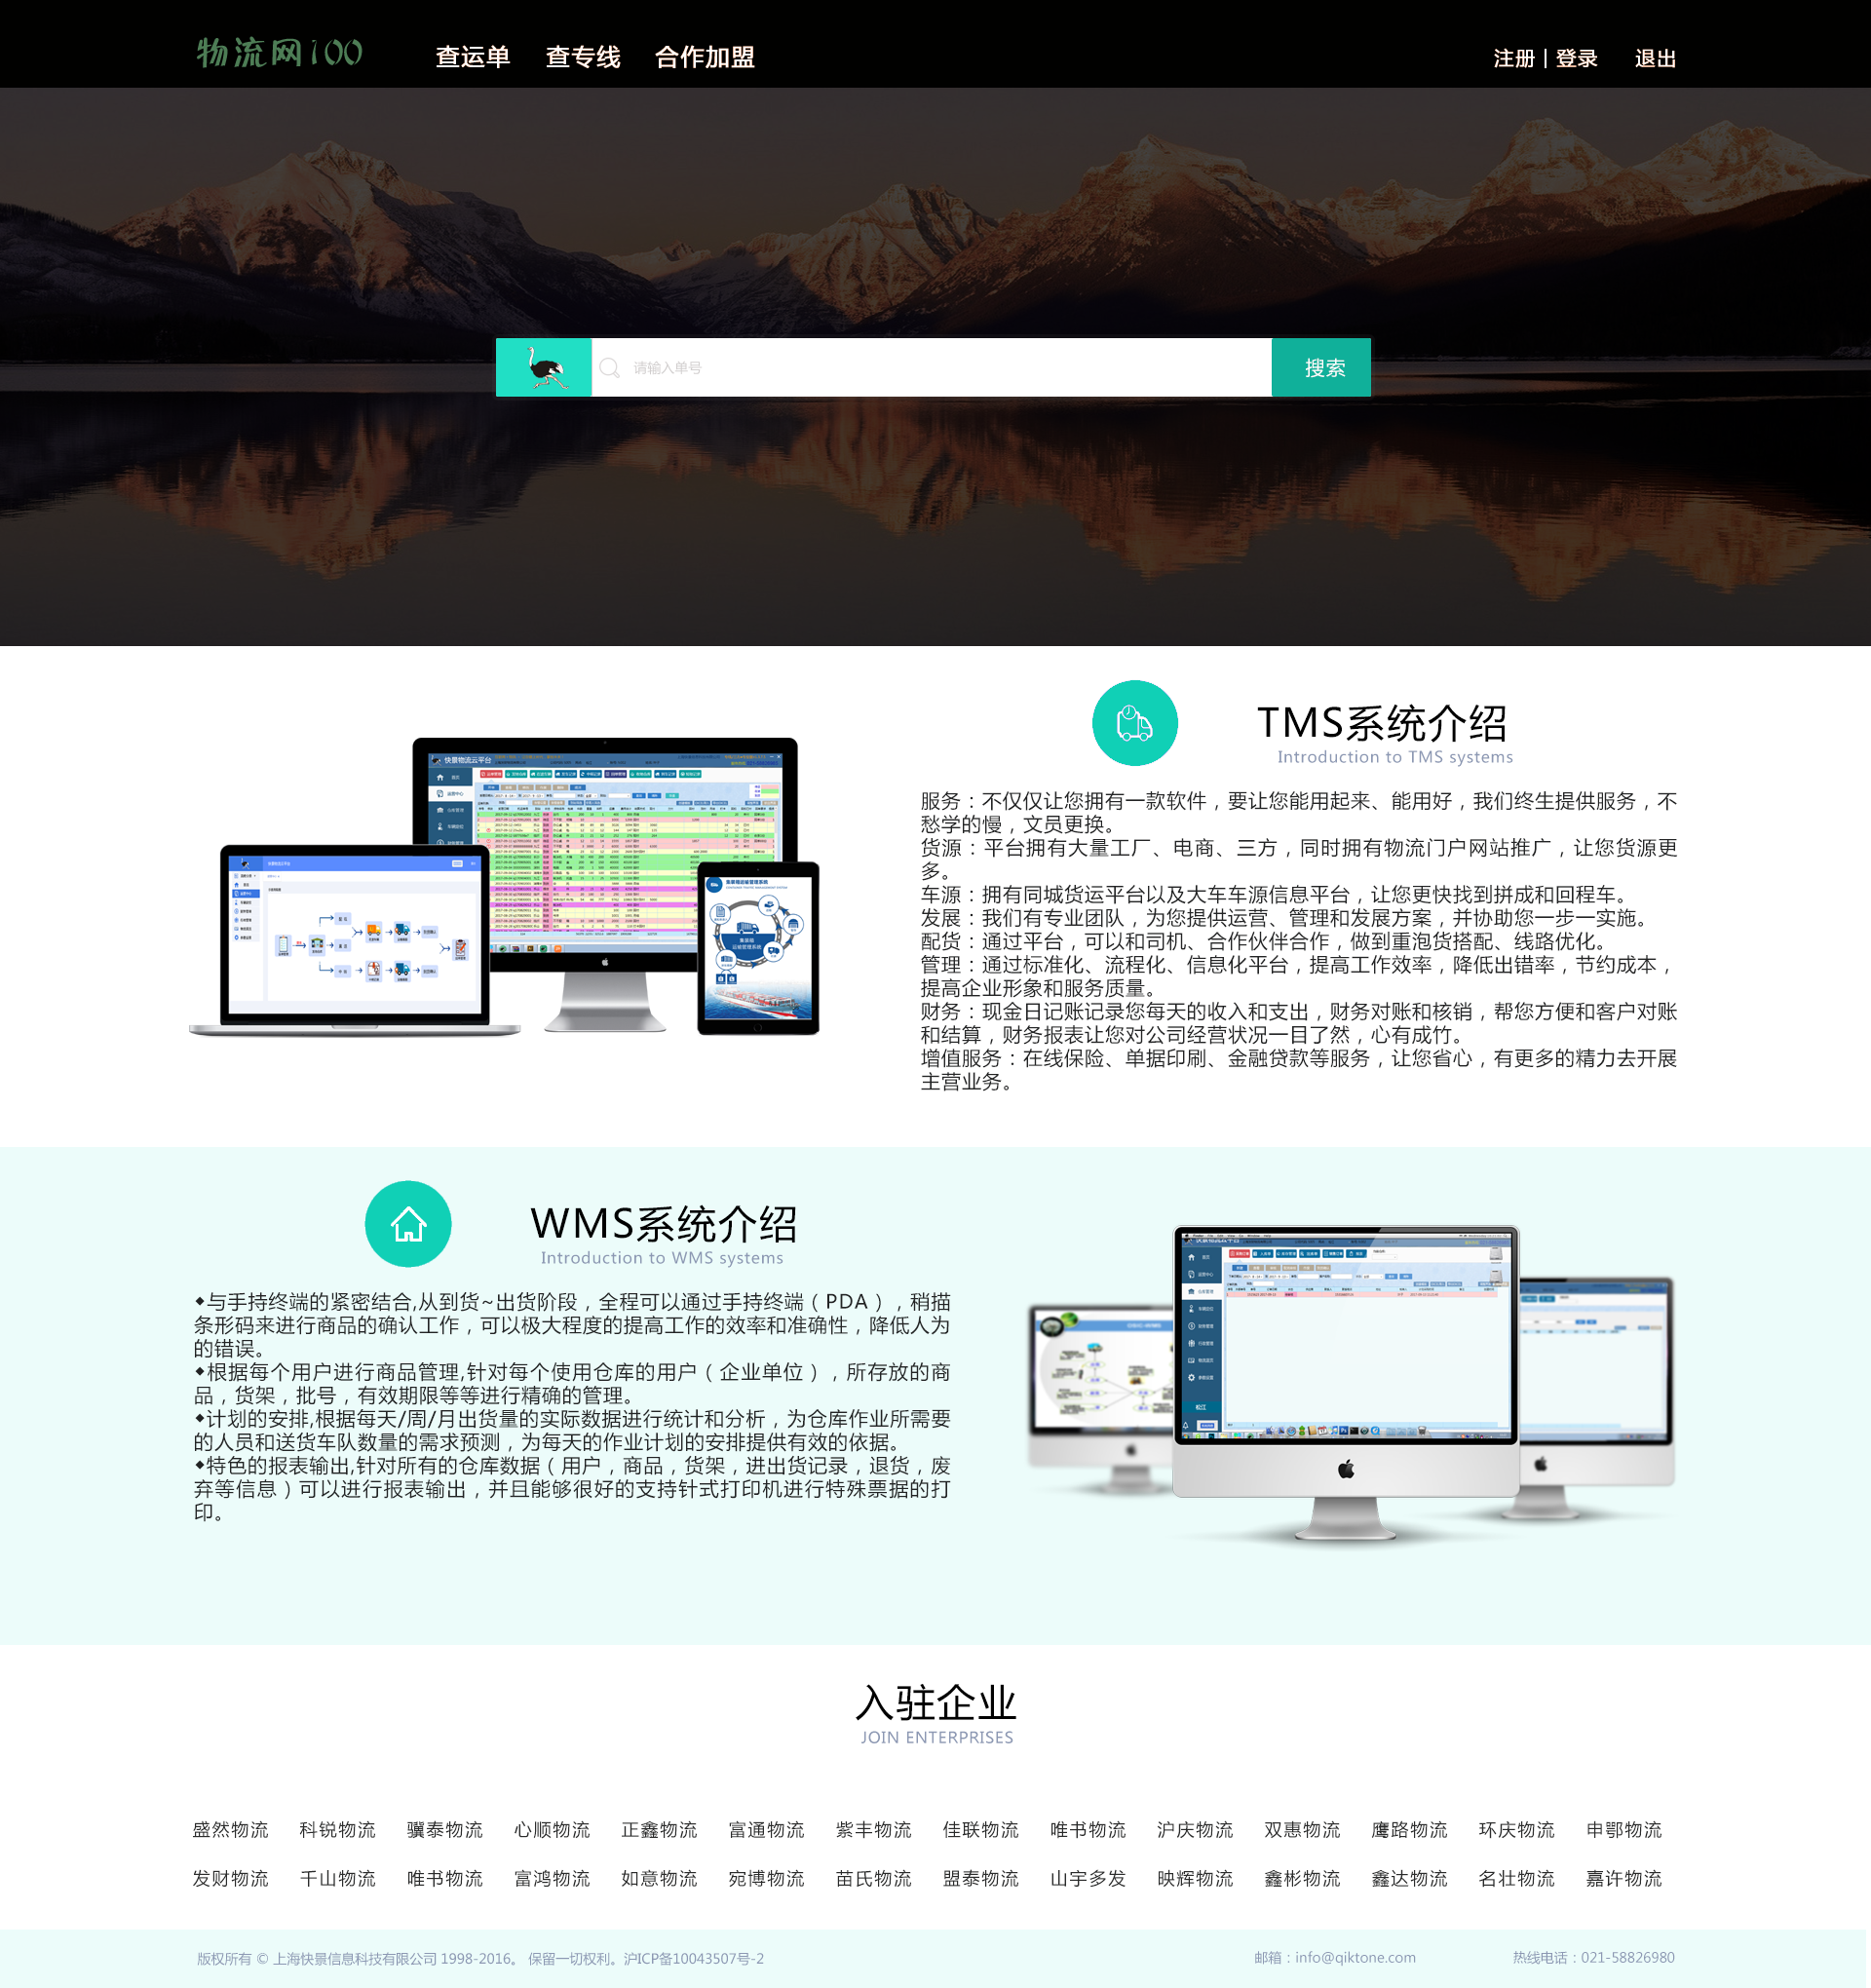 物流网100
查运单 查专线 合作加盟
注册 | 登录 退出
请输入单号
搜索
TMS系统介绍
Introduction to TMS systems
服务：不仅仅让您拥有一款软件，要让您能用起来、能用好，我们终生提供服务，不
愁学的慢，文员更换。
货源：平台拥有大量工厂、电商、三方，同时拥有物流门户网站推广，让您货源更
多。
车源：拥有同城货运平台以及大车车源信息平台，让您更快找到拼成和回程车。
发展：我们有专业团队，为您提供运营、管理和发展方案，并协助您一步一实施。
配货：通过平台，可以和司机、合作伙伴合作，做到重泡货搭配、线路优化。
管理：通过标准化、流程化、信息化平台，提高工作效率，降低出错率，节约成本，
提高企业形象和服务质量。
财务：现金日记账记录您每天的收入和支出，财务对账和核销，帮您方便和客户对账
和结算，财务报表让您对公司经营状况一目了然，心有成竹。
增值服务：在线保险、单据印刷、金融贷款等服务，让您省心，有更多的精力去开展
主营业务。
快景物流云平台
集装箱
运输管理系统
WMS系统介绍
Introduction to WMS systems
◆与手持终端的紧密结合,从到货~出货阶段，全程可以通过手持终端（PDA），稍描
条形码来进行商品的确认工作，可以极大程度的提高工作的效率和准确性，降低人为
的错误。
◆根据每个用户进行商品管理,针对每个使用仓库的用户（企业单位），所存放的商
品，货架，批号，有效期限等等进行精确的管理。
◆计划的安排,根据每天/周/月出货量的实际数据进行统计和分析，为仓库作业所需要
的人员和送货车队数量的需求预测，为每天的作业计划的安排提供有效的依据。
◆特色的报表输出,针对所有的仓库数据（用户，商品，货架，进出货记录，退货，废
弃等信息）可以进行报表输出，并且能够很好的支持针式打印机进行特殊票据的打
印。
入驻企业
JOIN ENTERPRISES
盛然物流 科锐物流 骥泰物流 心顺物流 正鑫物流 富通物流 紫丰物流 佳联物流 唯书物流 沪庆物流 双惠物流 鹰路物流 环庆物流 申鄂物流
发财物流 千山物流 唯书物流 富鸿物流 如意物流 宛博物流 苗氏物流 盟泰物流 山宇多发 映辉物流 鑫彬物流 鑫达物流 名壮物流 嘉许物流
版权所有 © 上海快景信息科技有限公司 1998-2016。 保留一切权利。沪ICP备10043507号-2
邮箱：info@qiktone.com
热线电话：021-58826980